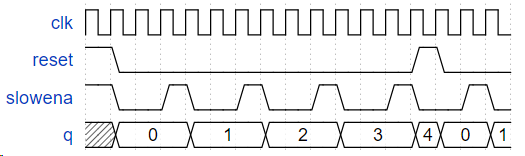 clk
reset
slowena
q 0 1 2 3 4 0 1